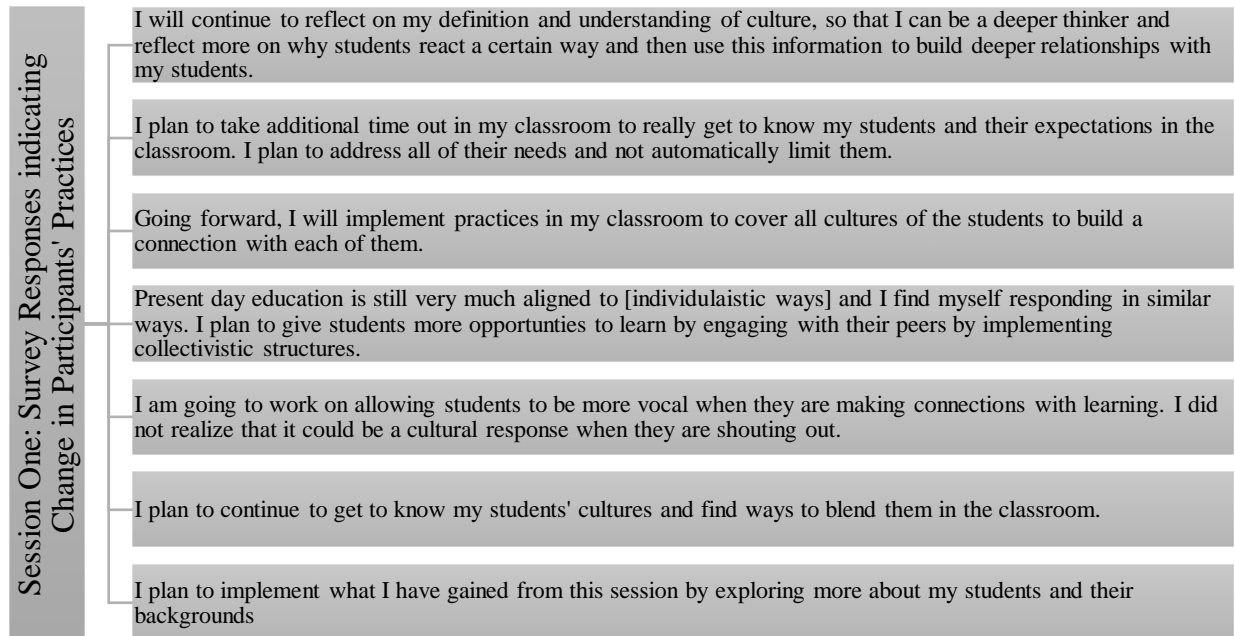 Session One: Survey Responses indicating
Change in Participants' Practices
I will continue to reflect on my definition and understanding of culture, so that I can be a deeper thinker and
reflect more on why students react a certain way and then use this information to build deeper relationships with
my students.
I plan to take additional time out in my classroom to really get to know my students and their expectations in the
classroom. I plan to address all of their needs and not automatically limit them.
Going forward, I will implement practices in my classroom to cover all cultures of the students to build a
connection with each of them.
Present day education is still very much aligned to [individulaistic ways] and I find myself responding in similar
ways. I plan to give students more opportunties to learn by engaging with their peers by implementing
collectivistic structures.
I am going to work on allowing students to be more vocal when they are making connections with learning. I did
not realize that it could be a cultural response when they are shouting out.
I plan to continue to get to know my students' cultures and find ways to blend them in the classroom.
I plan to implement what I have gained from this session by exploring more about my students and their
backgrounds